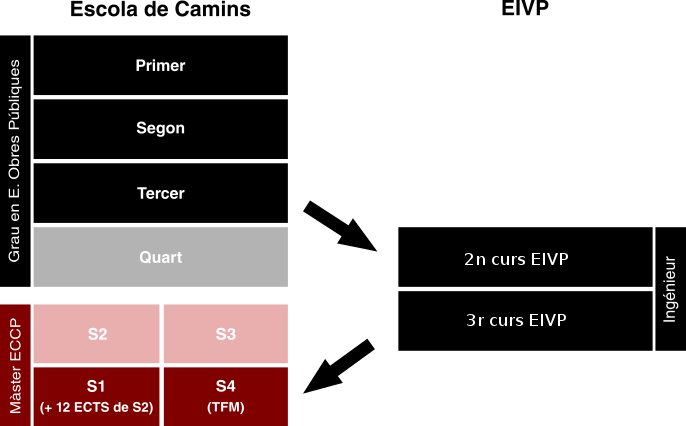 Escola de Camins
EIVP
Grau en E. Obres Públiques
Primer
Segon
Tercer
Quart
2n curs EIVP
3r curs EIVP
Ingénieur
Màster ECCP
S2
S3
S1
(+ 12 ECTS de S2)
S4
(TFM)